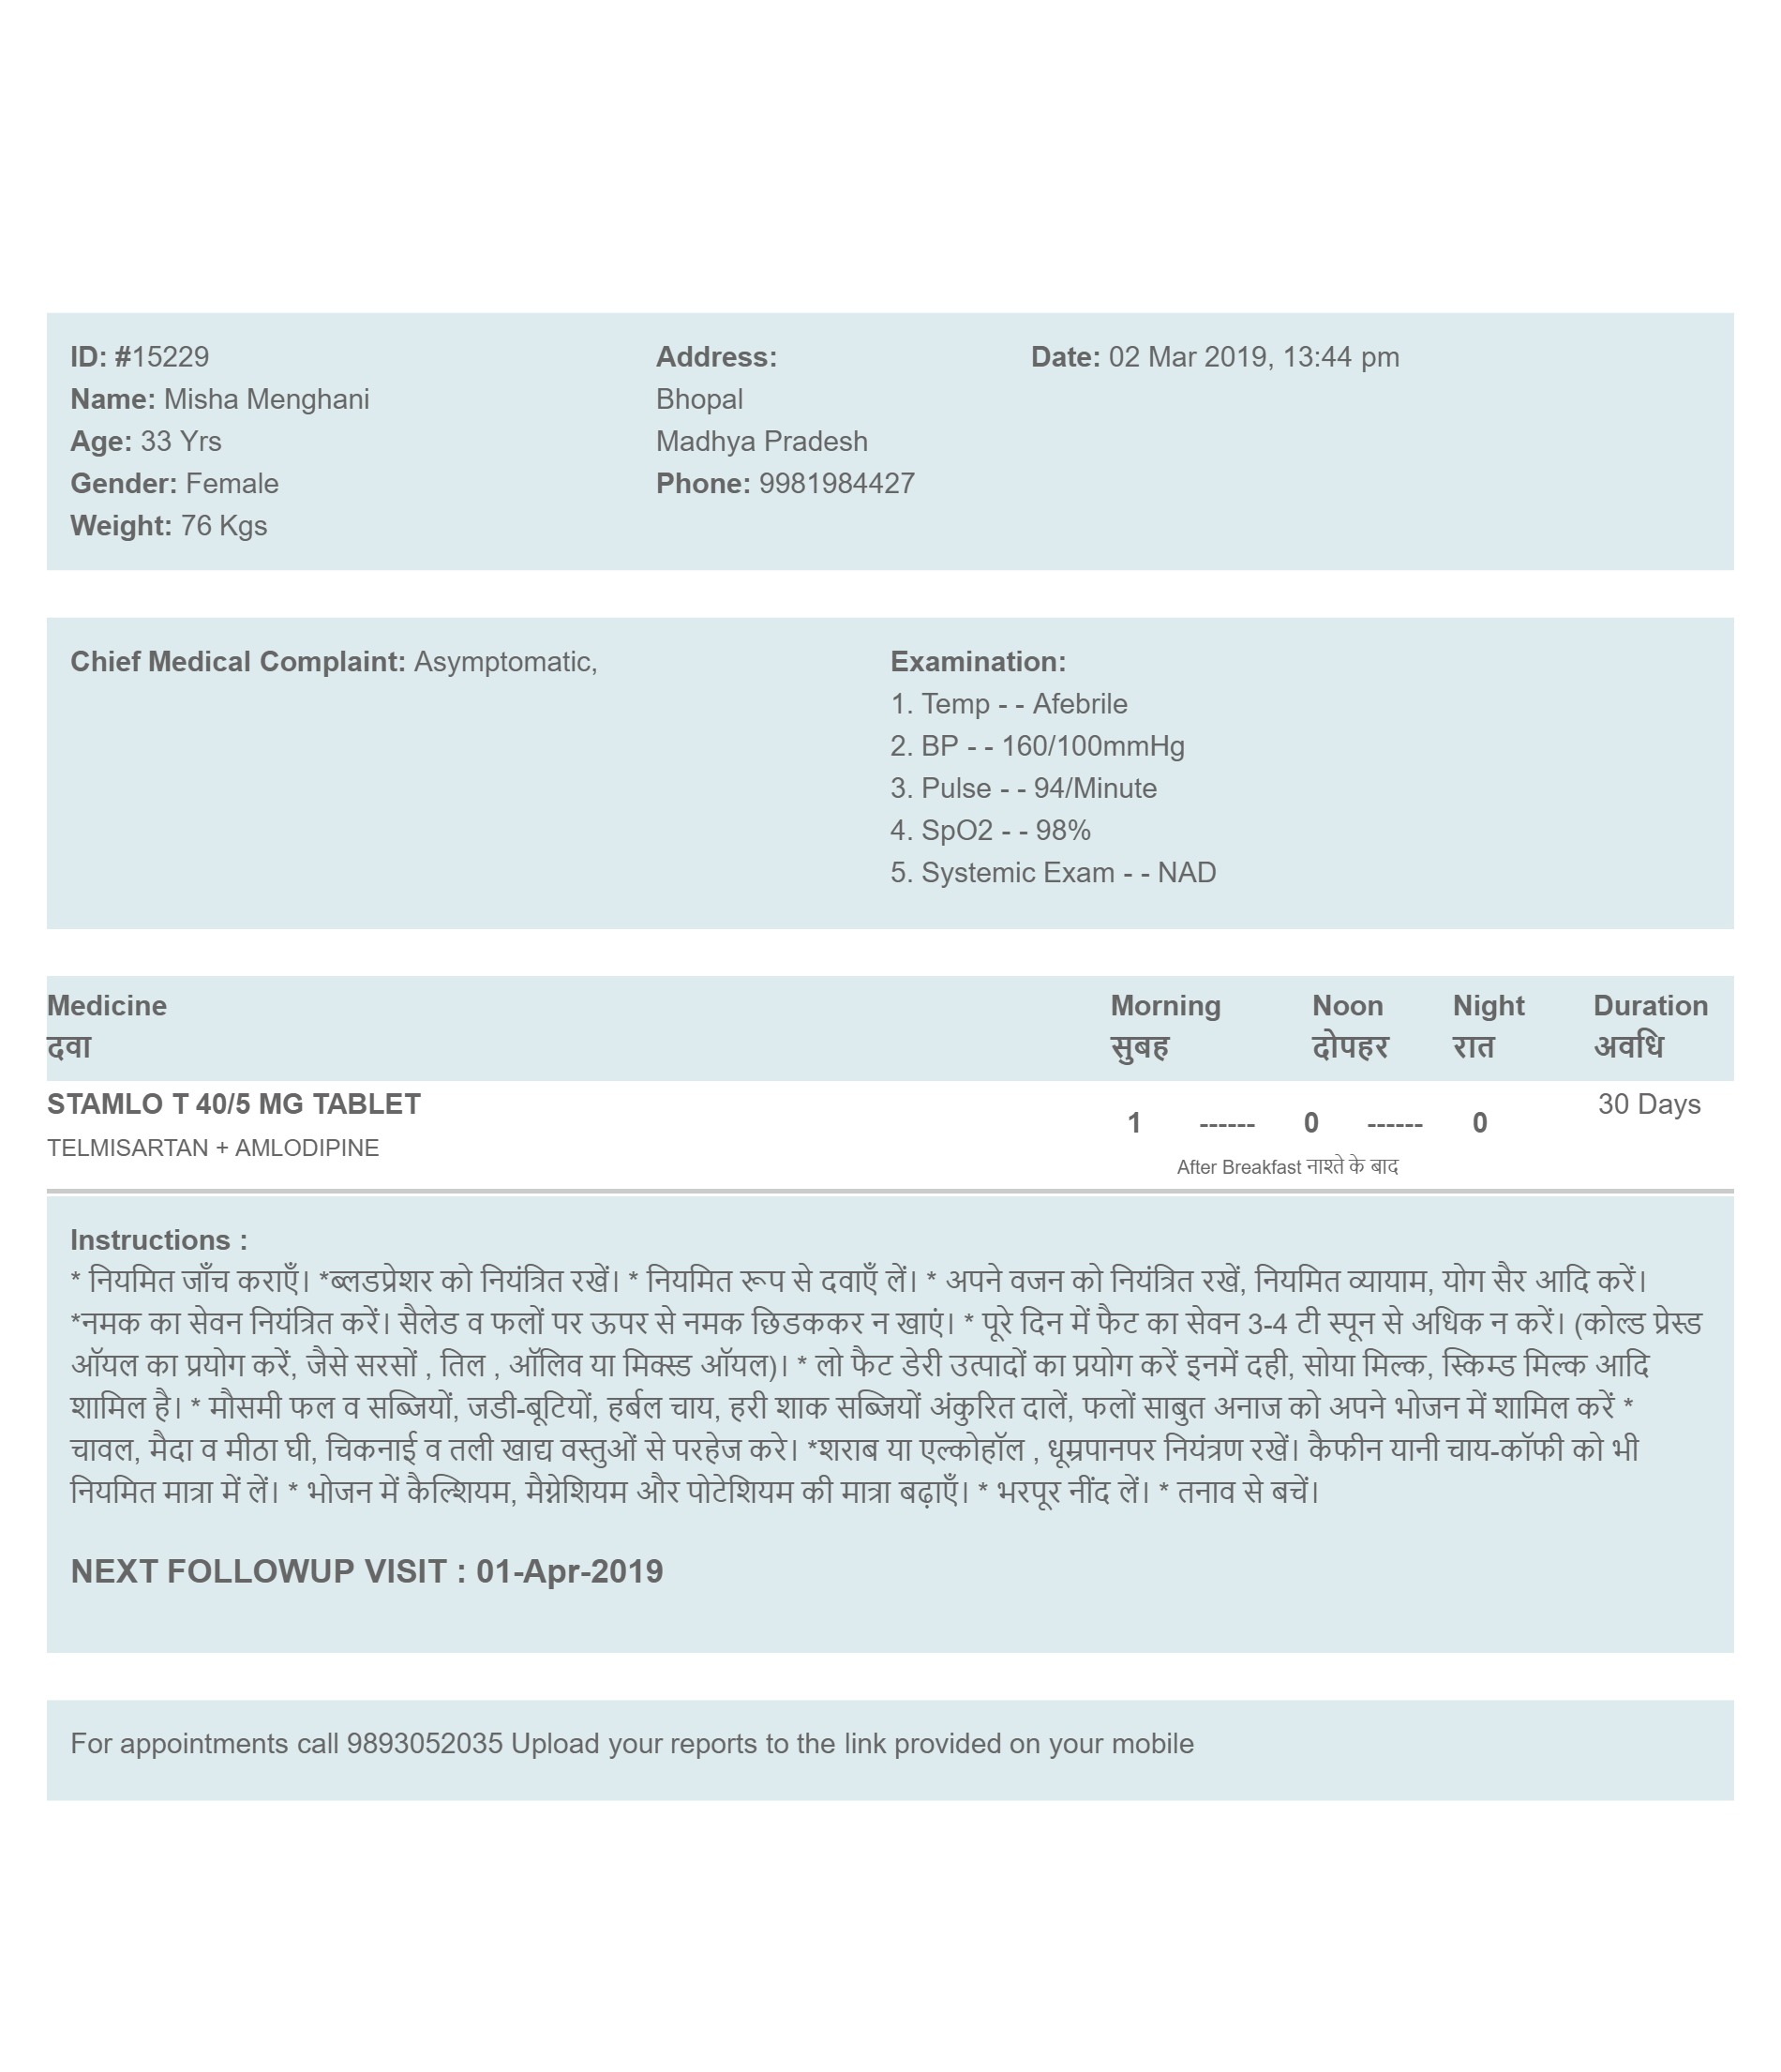 ID: #15229
Name: Misha Menghani
Age: 33 Yrs
Gender: Female
Weight: 76 Kgs
Address:
Bhopal
Madhya Pradesh
Phone: 9981984427
Date: 02 Mar 2019, 13:44 pm
Chief Medical Complaint: Asymptomatic,
Examination:
1. Temp - - Afebrile
2. BP - - 160/100mmHg
3. Pulse - - 94/Minute
4. SpO2 - - 98%
5. Systemic Exam - - NAD
Medicine Morning Noon Night Duration
दवा सुबह दोपहर रात अवधि
STAMLO T 40/5 MG TABLET 1 ------ 0 ------ 0 30 Days
TELMISARTAN + AMLODIPINE
After Breakfast नाश्ते के बाद
Instructions :
* नियमित जाँच कराएँ। *ब्लडप्रेशर को नियंत्रित रखें। * नियमित रूप से दवाएँ लें। * अपने वजन को नियंत्रित रखें, नियमित व्यायाम, योग सैर आदि करें।
*नमक का सेवन नियंत्रित करें। सैलेड व फलों पर ऊपर से नमक छिडककर न खाएं। * पूरे दिन में फैट का सेवन 3-4 टी स्पून से अधिक न करें। (कोल्ड प्रेस्ड
ऑयल का प्रयोग करें, जैसे सरसों , तिल , ऑलिव या मिक्स्ड ऑयल)। * लो फैट डेरी उत्पादों का प्रयोग करें इनमें दही, सोया मिल्क, स्किम्ड मिल्क आदि
शामिल है। * मौसमी फल व सब्जियों, जडी-बूटियों, हर्बल चाय, हरी शाक सब्जियों अंकुरित दालें, फलों साबुत अनाज को अपने भोजन में शामिल करें *
चावल, मैदा व मीठा घी, चिकनाई व तली खाद्य वस्तुओं से परहेज करे। *शराब या एल्कोहॉल , धूम्रपानपर नियंत्रण रखें। कैफीन यानी चाय-कॉफी को भी
नियमित मात्रा में लें। * भोजन में कैल्शियम, मैग्नेशियम और पोटेशियम की मात्रा बढ़ाएँ। * भरपूर नींद लें। * तनाव से बचें।
NEXT FOLLOWUP VISIT : 01-Apr-2019
For appointments call 9893052035 Upload your reports to the link provided on your mobile